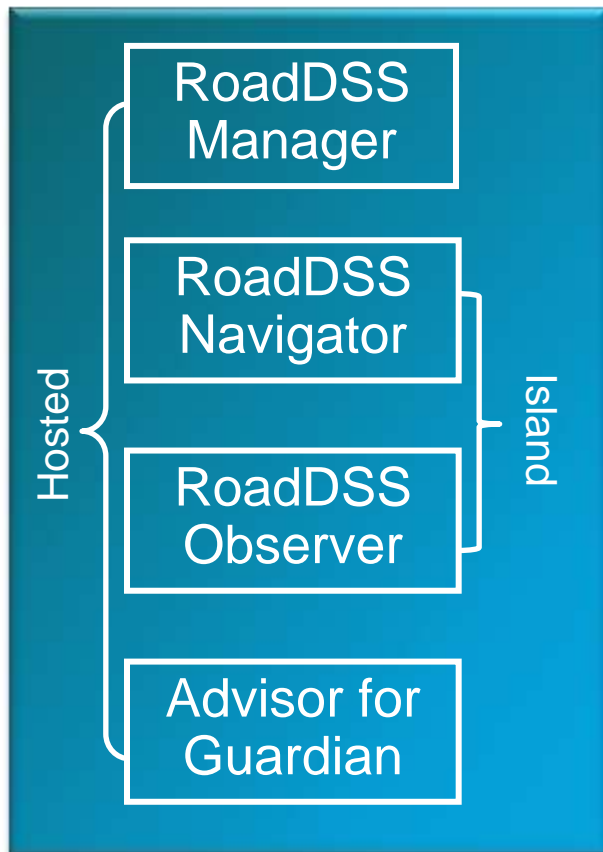 RoadDSS
Manager
RoadDSS
Navigator
Hosted
Island
RoadDSS
Observer
Advisor for
Guardian